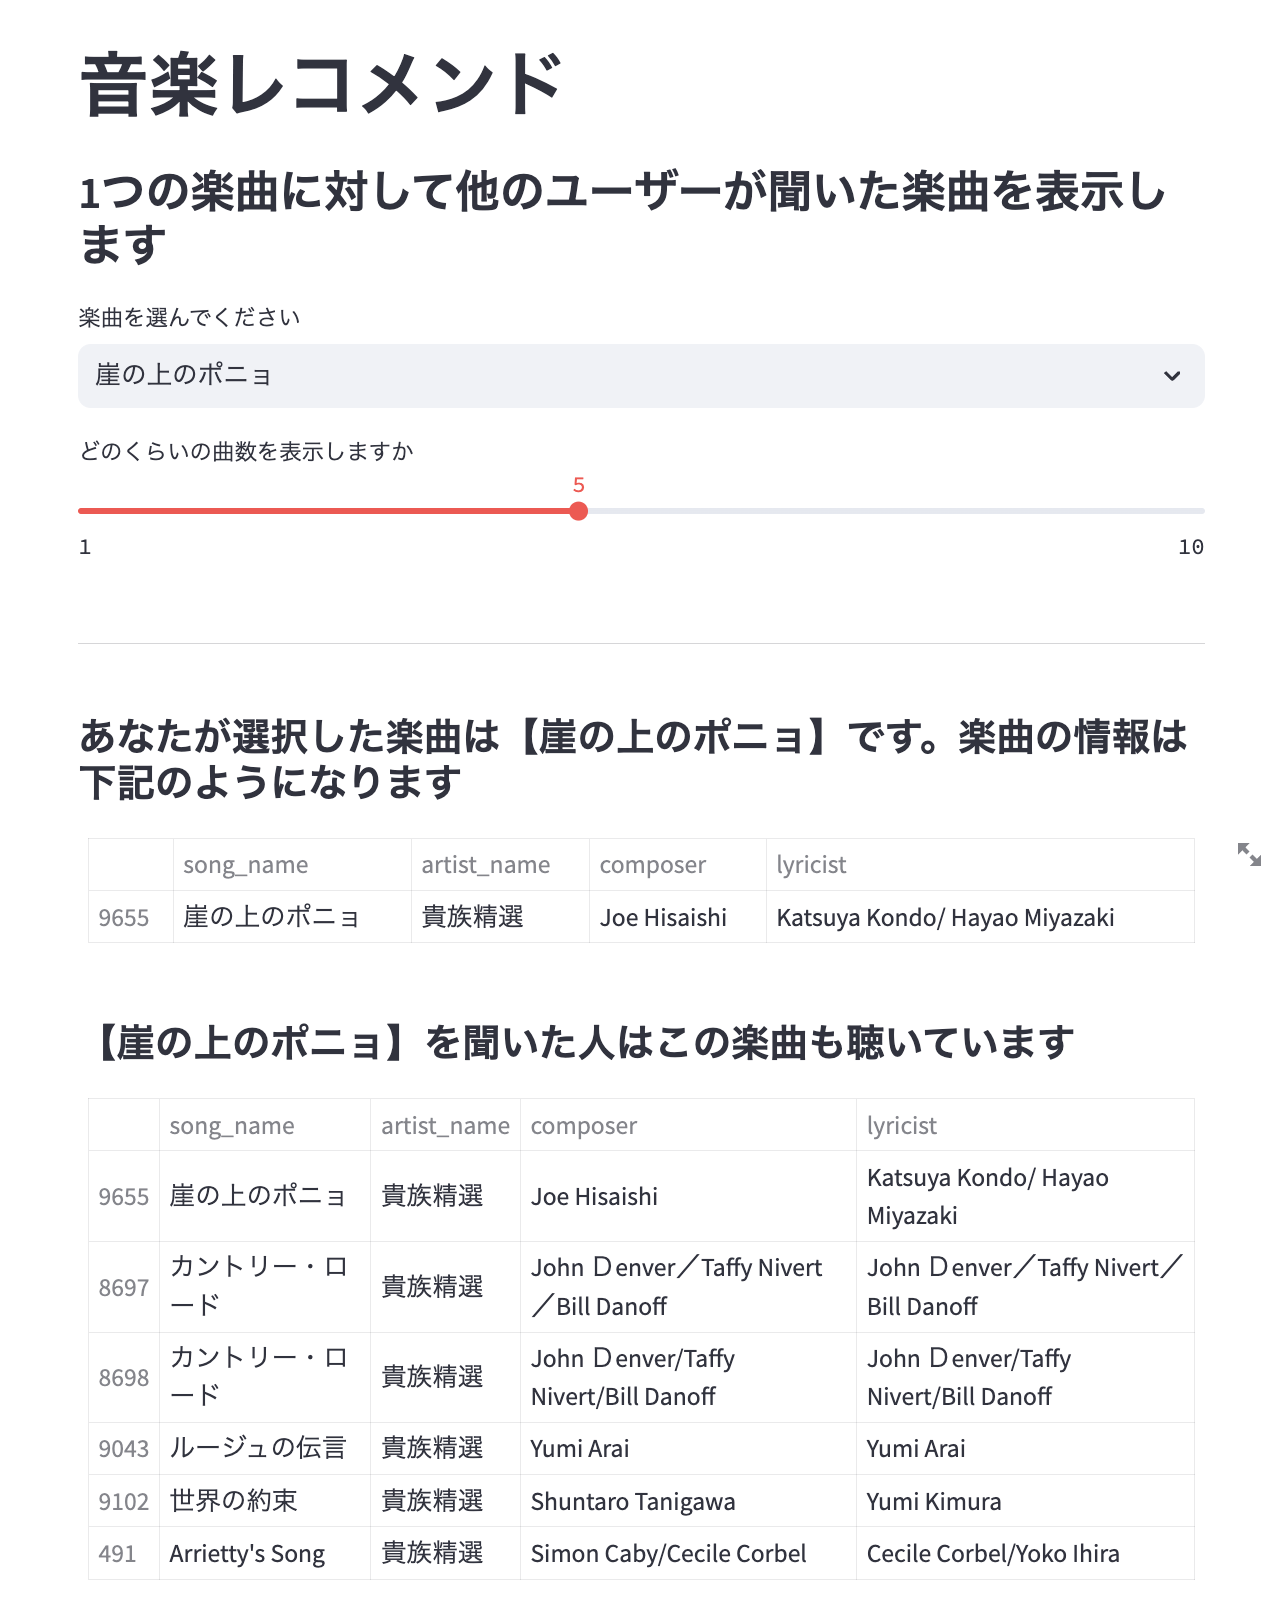 音楽レコメンド
1つの楽曲に対して他のユーザーが聞いた楽曲を表示し
ます
楽曲を選んでください
崖の上のポニョ
どのくらいの曲数を表示しますか
5
1 10
あなたが選択した楽曲は【崖の上のポニョ】です。楽曲の情報は
下記のようになります
song_name artist_name composer lyricist
9655 崖の上のポニョ 貴族精選 Joe Hisaishi Katsuya Kondo/ Hayao Miyazaki
【崖の上のポニョ】を聞いた人はこの楽曲も聴いています
song_name artist_name composer lyricist
9655 崖の上のポニョ 貴族精選 Joe Hisaishi Katsuya Kondo/ Hayao
Miyazaki
8697 カントリー・ロ 貴族精選 John Ｄenver／Taffy Nivert John Ｄenver／Taffy Nivert／
ード ／Bill Danoff Bill Danoff
8698 カントリー・ロ 貴族精選 John Ｄenver/Taffy John Ｄenver/Taffy
ード Nivert/Bill Danoff Nivert/Bill Danoff
9043 ルージュの伝言 貴族精選 Yumi Arai Yumi Arai
9102 世界の約束 貴族精選 Shuntaro Tanigawa Yumi Kimura
491 Arrietty's Song 貴族精選 Simon Caby/Cecile Corbel Cecile Corbel/Yoko Ihira